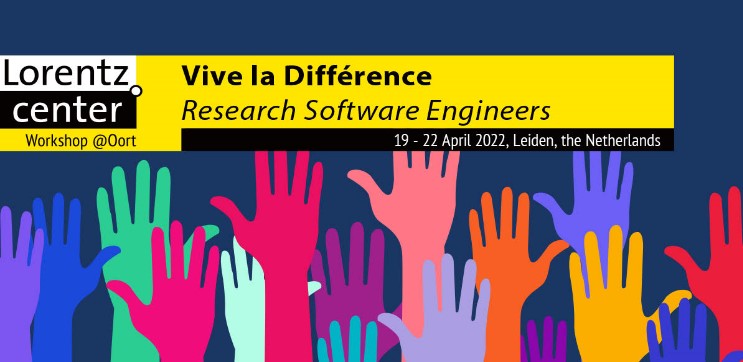 Lorentz
center
Workshop @Oort
Vive la Différence
Research Software Engineers
19 - 22 April 2022, Leiden, the Netherlands